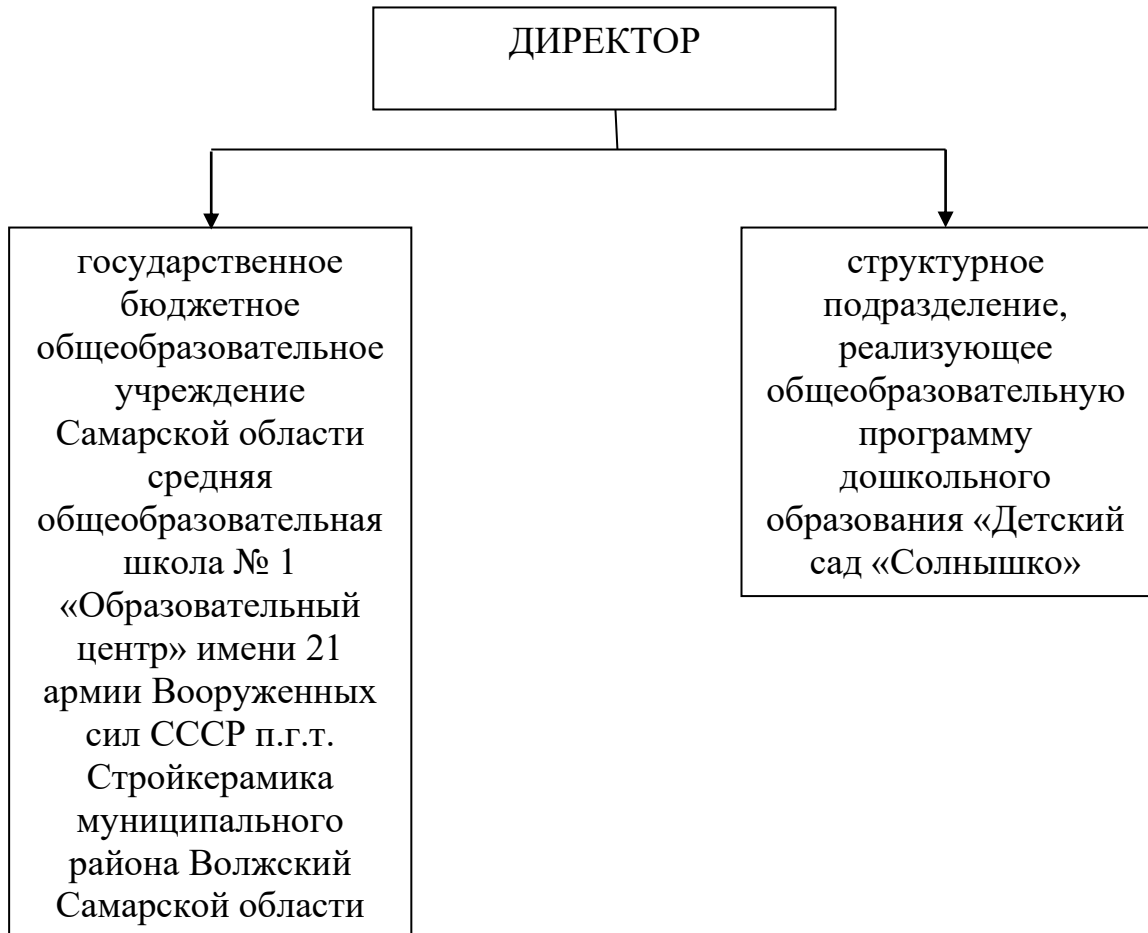 ДИРЕКТОР
государственное
бюджетное
общеобразовательное
учреждение
Самарской области
средняя
общеобразовательная
школа № 1
«Образовательный
центр» имени 21
армии Вооруженных
сил СССР п.г.т.
Стройкерамика
муниципального
района Волжский
Самарской области
структурное
подразделение,
реализующее
общеобразовательную
программу
дошкольного
образования «Детский
сад «Солнышко»